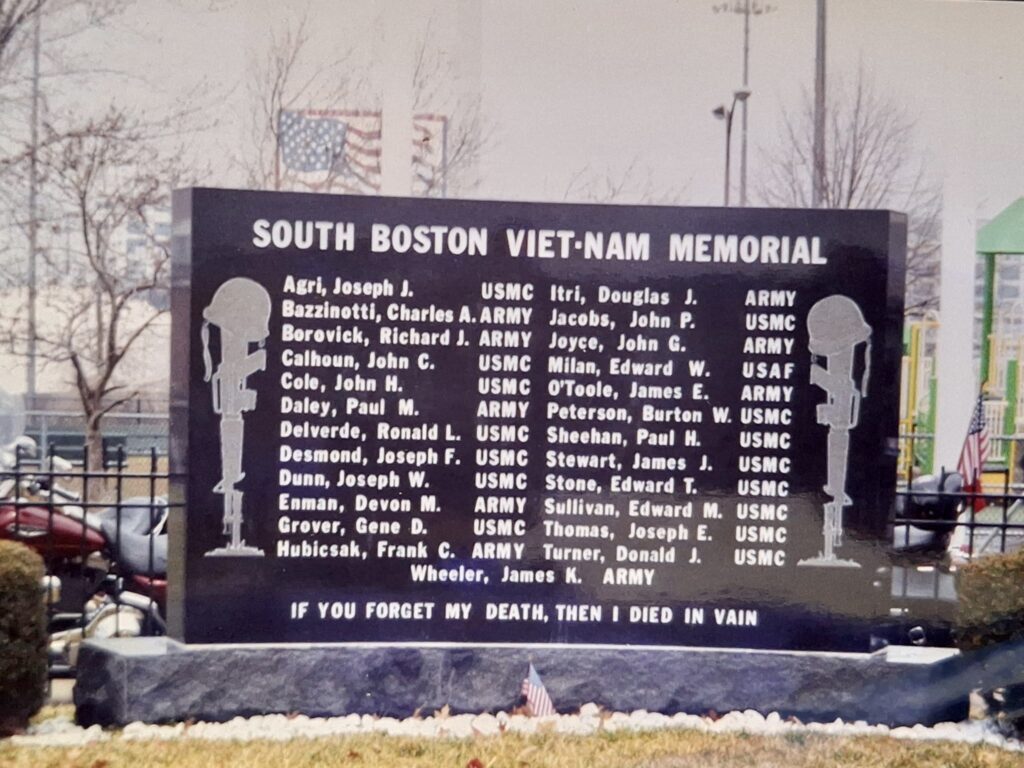 SOUTH BOSTON VIET·NAM MEMORIAL
Agri, Joseph J. USMC
Bazzinotti, Charles A. ARMY
Borovick, Richard J. ARMY
Calhoun, John C. USMC
Cole, John H. USMC
Daley, Paul M. ARMY
Delverde, Ronald L. USMC
Desmond, Joseph F. USMC
Dunn, Joseph W. USMC
Enman, Devon M. ARMY
Grover, Gene D. USMC
Hubicsak, Frank C. ARMY
Itri, Douglas J. ARMY
Jacobs, John P. USMC
Joyce, John G. ARMY
Milan, Edward W. USAF
O'Toole, James E. ARMY
Peterson, Burton W. USMC
Sheehan, Paul H. USMC
Stewart, James J. USMC
Stone, Edward T. USMC
Sullivan, Edward M. USMC
Thomas, Joseph E. USMC
Turner, Donald J. USMC
Wheeler, James K. ARMY
IF YOU FORGET MY DEATH, THEN I DIED IN VAIN